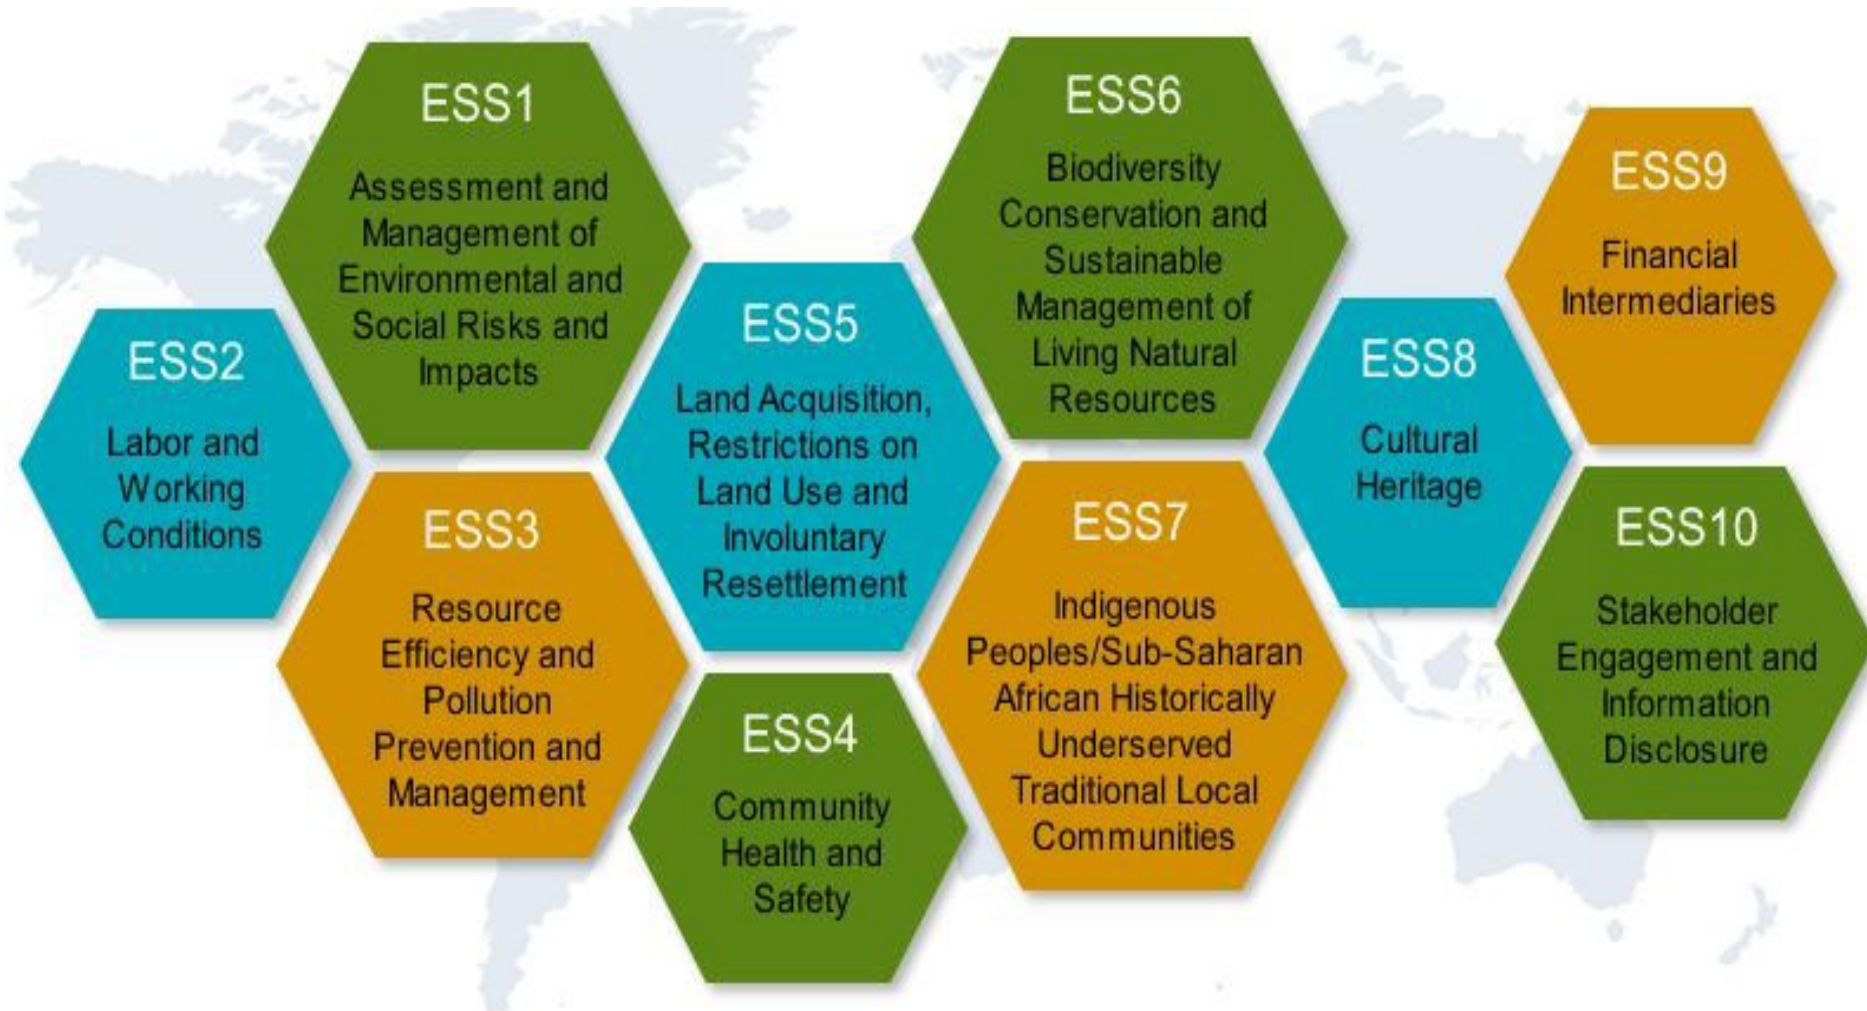 ESS1
Assessment and
Management of
Environmental and
Social Risks and
Impacts
ESS2
Labor and
Working
Conditions
ESS3
Resource
Efficiency and
Pollution
Prevention and
Management
ESS4
Community
Health and
Safety
ESS5
Land Acquisition,
Restrictions on
Land Use and
Involuntary
Resettlement
ESS6
Biodiversity
Conservation and
Sustainable
Management of
Living Natural
Resources
ESS7
Indigenous
Peoples/Sub-Saharan
African Historically
Underserved
Traditional Local
Communities
ESS8
Cultural
Heritage
ESS9
Financial
Intermediaries
ESS10
Stakeholder
Engagement and
Information
Disclosure